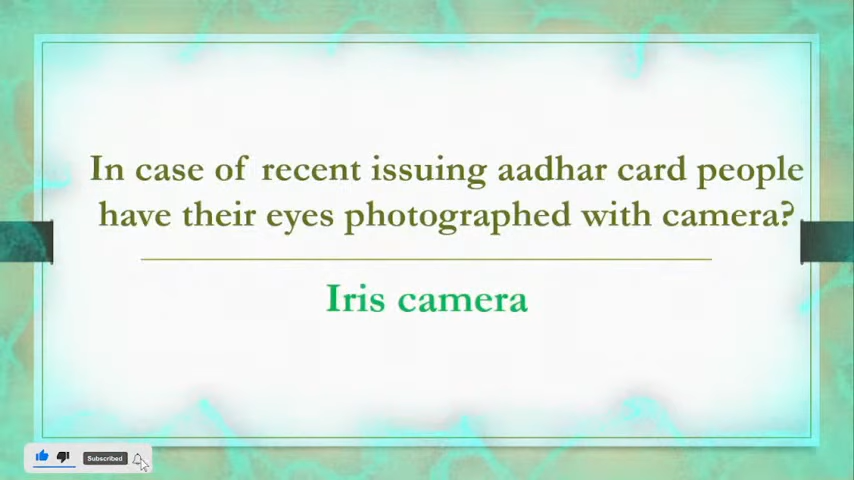 In case of recent issuing aadhar card people
have their eyes photographed with camera?
Iris camera
Subscribed